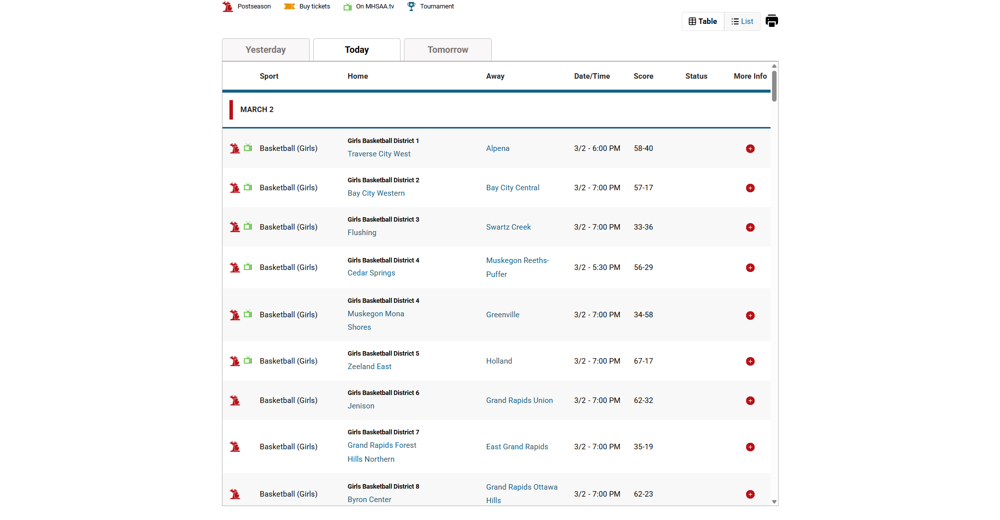 Postseason Buy tickets On MHSAA.tv Tournament
Table List
Yesterday Today Tomorrow
Sport Home Away Date/Time Score Status More Info
MARCH 2
Girls Basketball District 1
Basketball (Girls) Traverse City West Alpena 3/2 - 6:00 PM 58-40
Girls Basketball District 2
Basketball (Girls) Bay City Western Bay City Central 3/2 - 7:00 PM 57-17
Girls Basketball District 3
Basketball (Girls) Flushing Swartz Creek 3/2 - 7:00 PM 33-36
Girls Basketball District 4 Muskegon Reeths-
Basketball (Girls) Cedar Springs Puffer 3/2 - 5:30 PM 56-29
Girls Basketball District 4
Basketball (Girls) Muskegon Mona Greenville 3/2 - 7:00 PM 34-58
Shores
Girls Basketball District 5
Basketball (Girls) Zeeland East Holland 3/2 - 7:00 PM 67-17
Girls Basketball District 6
Basketball (Girls) Jenison Grand Rapids Union 3/2 - 7:00 PM 62-32
Girls Basketball District 7
Basketball (Girls) Grand Rapids Forest East Grand Rapids 3/2 - 7:00 PM 35-19
Hills Northern
Girls Basketball District 8 Grand Rapids Ottawa
Basketball (Girls) Byron Center Hills 3/2 - 7:00 PM 62-23